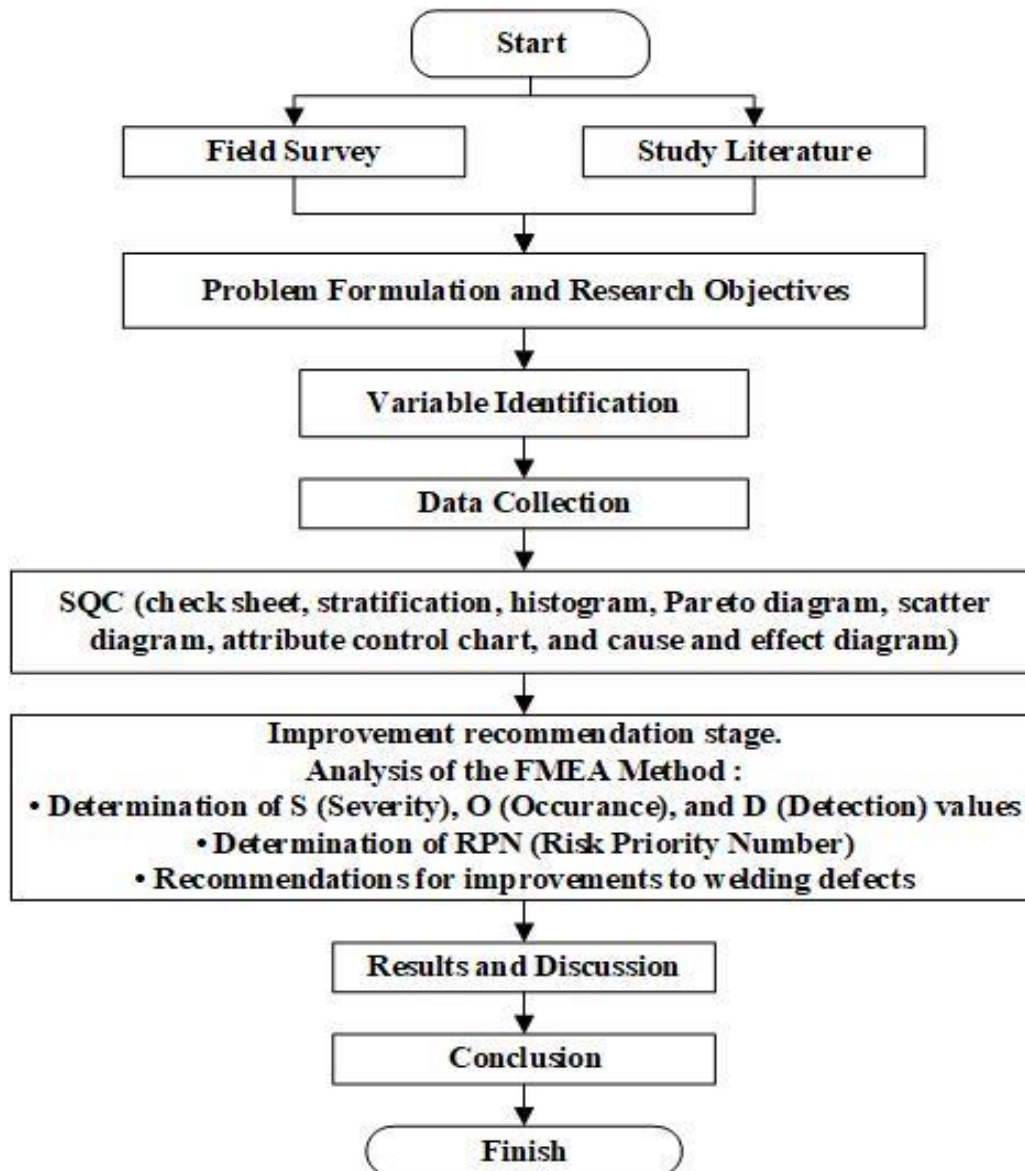 Start
Field Survey
Study Literature
Problem Formulation and Research Objectives
Variable Identification
Data Collection
SQC (check sheet, stratification, histogram, Pareto diagram, scatter
diagram, attribute control chart, and cause and effect diagram)
Improvement recommendation stage.
Analysis of the FMEA Method :
• Determination of S (Severity), O (Occurance), and D (Detection) values
• Determination of RPN (Risk Priority Number)
• Recommendations for improvements to welding defects
Results and Discussion
Conclusion
Finish